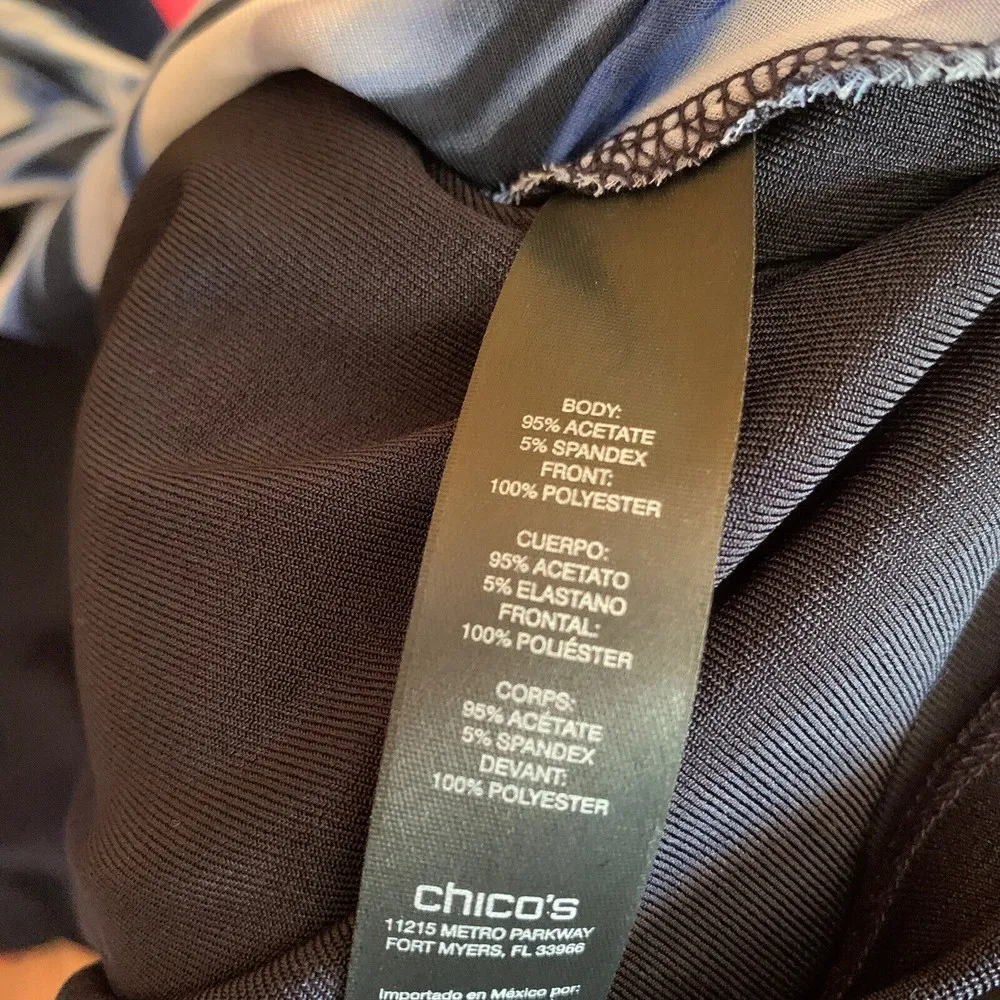 BODY:
95% ACETATE
5% SPANDEX
FRONT:
100% POLYESTER
CUERPO:
95% ACETATO
5% ELASTANO
FRONTAL:
100% POLIÉSTER
CORPS:
95% ACÉTATE
5% SPANDEX
DEVANT:
100% POLYESTER
chico's
11215 METRO PARKWAY
FORT MYERS, FL 33966
Importado en México por: